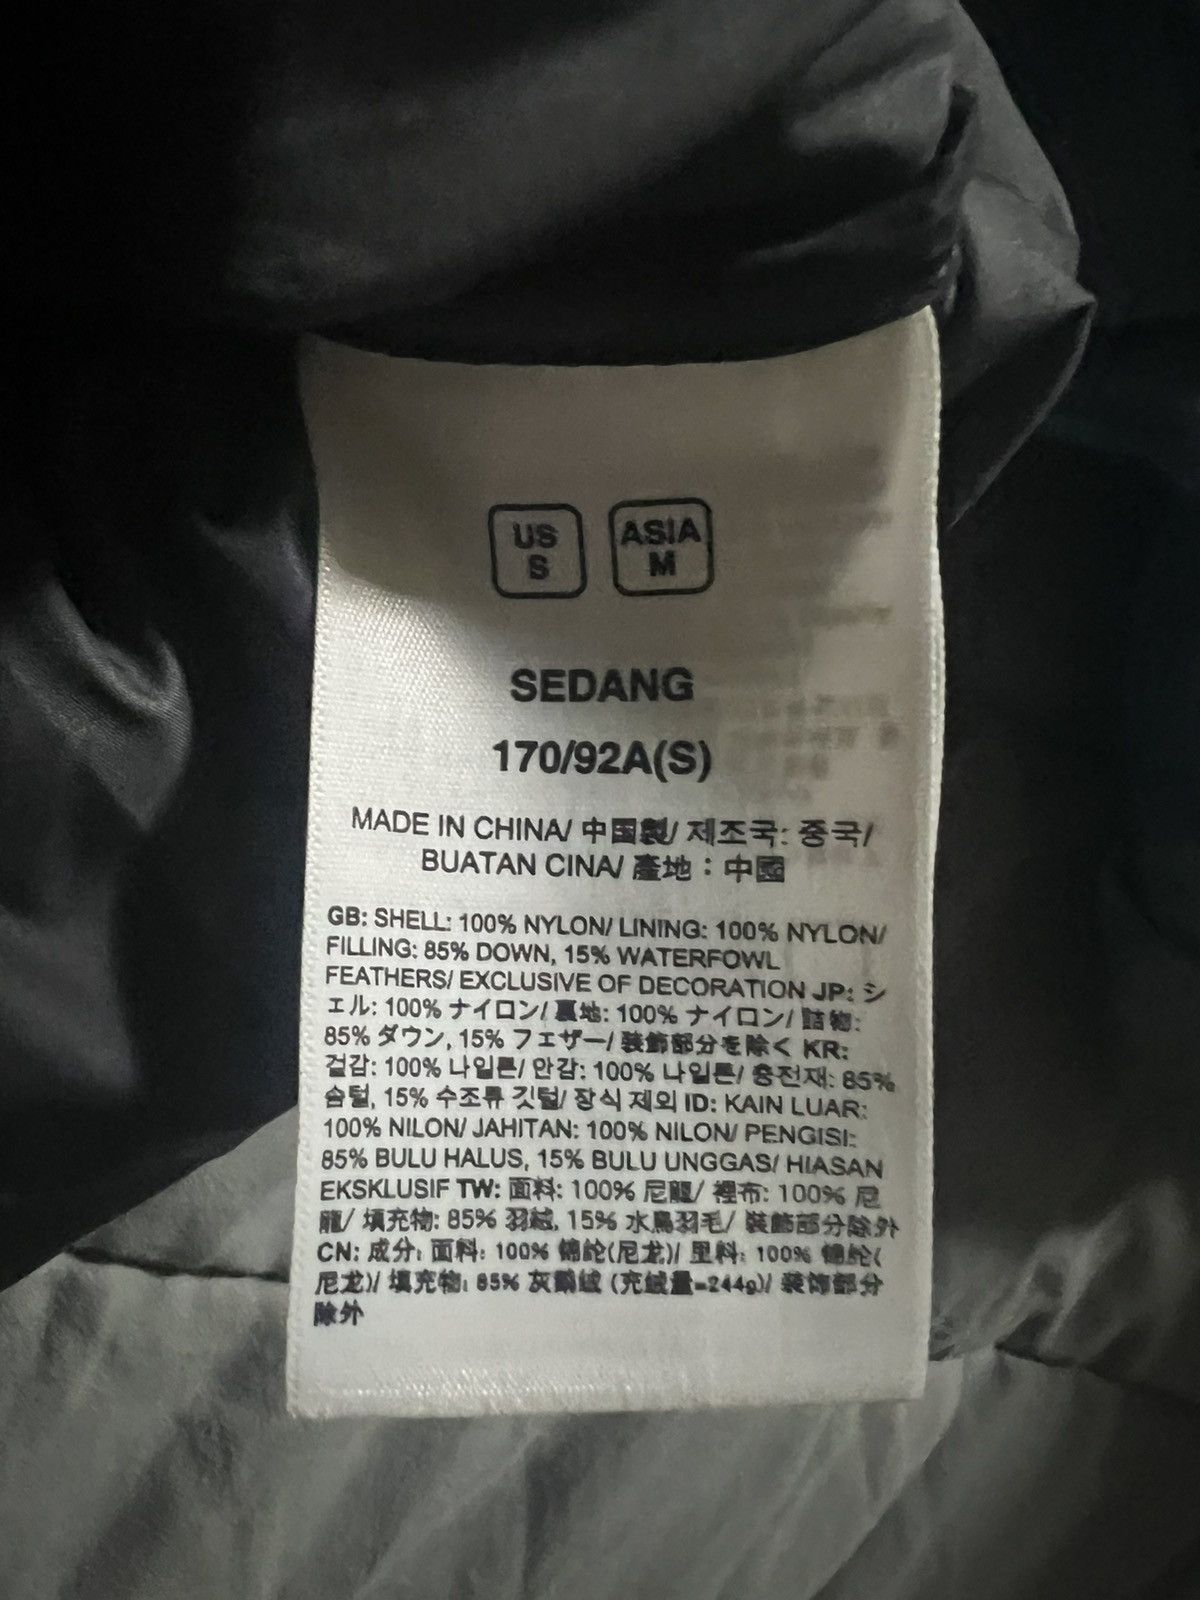 US
S
ASIA
M
SEDANG
170/92A(S)
MADE IN CHINA/ 中国製/ 제조국: 중국/
BUATAN CINA/ 產地：中國
GB: SHELL: 100% NYLON/ LINING: 100% NYLON/
FILLING: 85% DOWN, 15% WATERFOWL
FEATHERS/ EXCLUSIVE OF DECORATION JP: シ
ェル: 100% ナイロン/ 裏地: 100% ナイロン/ 詰物:
85% ダウン, 15% フェザー/ 装飾部分を除く KR:
겉감: 100% 나일론/ 안감: 100% 나일론/ 충전재: 85%
솜털, 15% 수조류 깃털/ 장식 제외 ID: KAIN LUAR:
100% NILON/ JAHITAN: 100% NILON/ PENGISI:
85% BULU HALUS, 15% BULU UNGGAS/ HIASAN
EKSKLUSIF TW: 面料: 100% 尼龍/ 裡布: 100% 尼
龍/ 填充物: 85% 羽絨, 15% 水鳥羽毛/ 裝飾部分除外
CN: 成分: 面料: 100% 锦纶(尼龙)/ 里料: 100% 锦纶(
尼龙)/ 填充物: 85% 灰鹅绒 (充绒量=244g)/ 装饰部分
除外